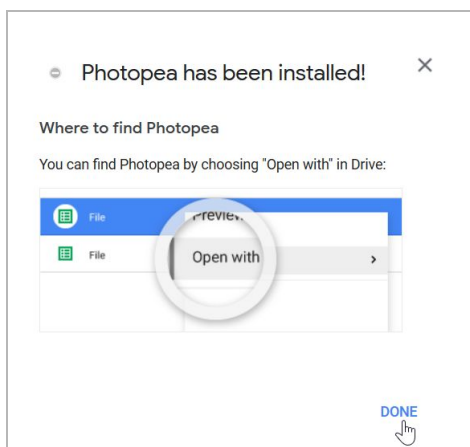 Photopea has been installed!
Where to find Photopea
You can find Photopea by choosing "Open with" in Drive:
File
Preview
File
Open with
DONE